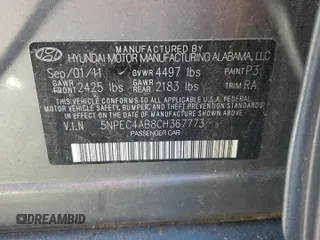 HYUNDAI
HYUNDAI MOTOR MANUFACTURING ALABAMA, LLC
Sep/01/11 GVWR 4497 lbs PAINT P3
GAWR FRONT 2425 lbs GAWR REAR 2183 lbs TRIM RA
THIS VEHICLE CONFORMS TO ALL APPLICABLE FEDERAL
MOTOR VEHICLE SAFETY, BUMPER, AND THEFT
PREVENTION STANDARDS IN EFFECT ON THE DATE OF
MANUFACTURE SHOWN ABOVE.
V.I.N 5NPEC4AB8CH367773
PASSENGER CAR
DREAMBID